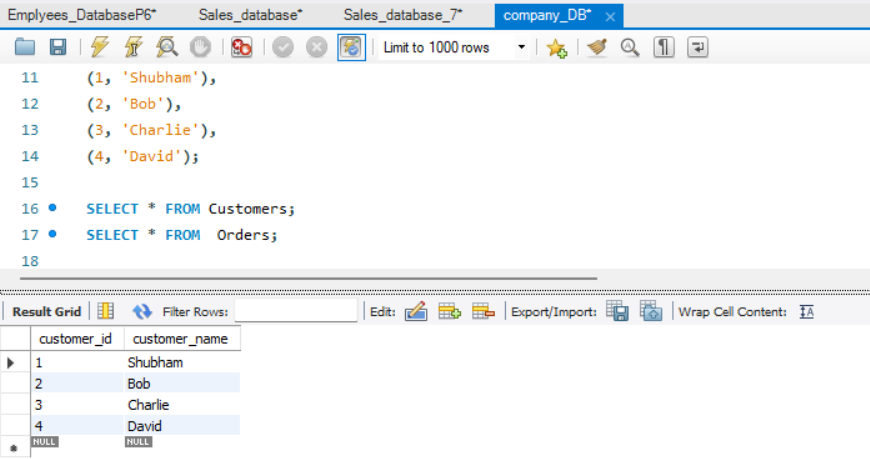 Emplyees_DatabaseP6* Sales_database* Sales_database_7* company_DB* ×
Limit to 1000 rows
11 (1, 'Shubham'),
12 (2, 'Bob'),
13 (3, 'Charlie'),
14 (4, 'David');
15
16 SELECT * FROM Customers;
17 SELECT * FROM Orders;
18
Result Grid Filter Rows: Edit: Export/Import: Wrap Cell Content: IA
customer_id customer_name
1 Shubham
2 Bob
3 Charlie
4 David
NULL NULL